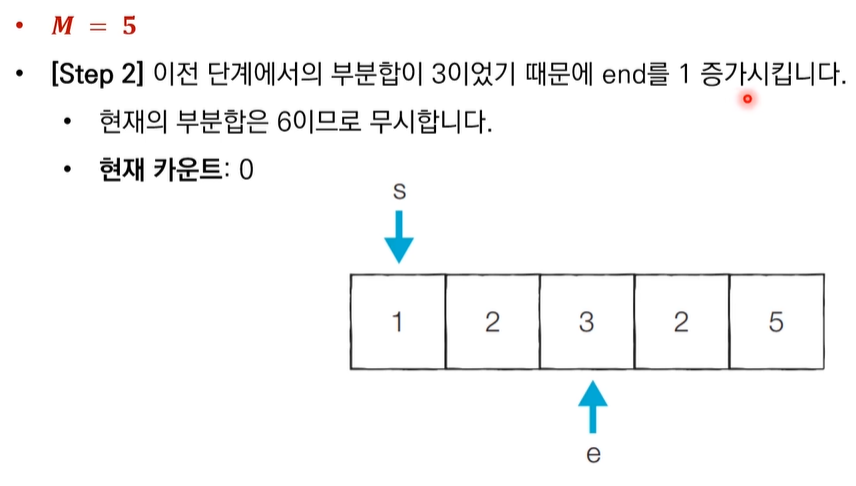 • M = 5
• [Step 2] 이전 단계에서의 부분합이 3이었기 때문에 end를 1 증가시킵니다.
• 현재의 부분합은 6이므로 무시합니다.
• 현재 카운트: 0
s
1 2 3 2 5
e